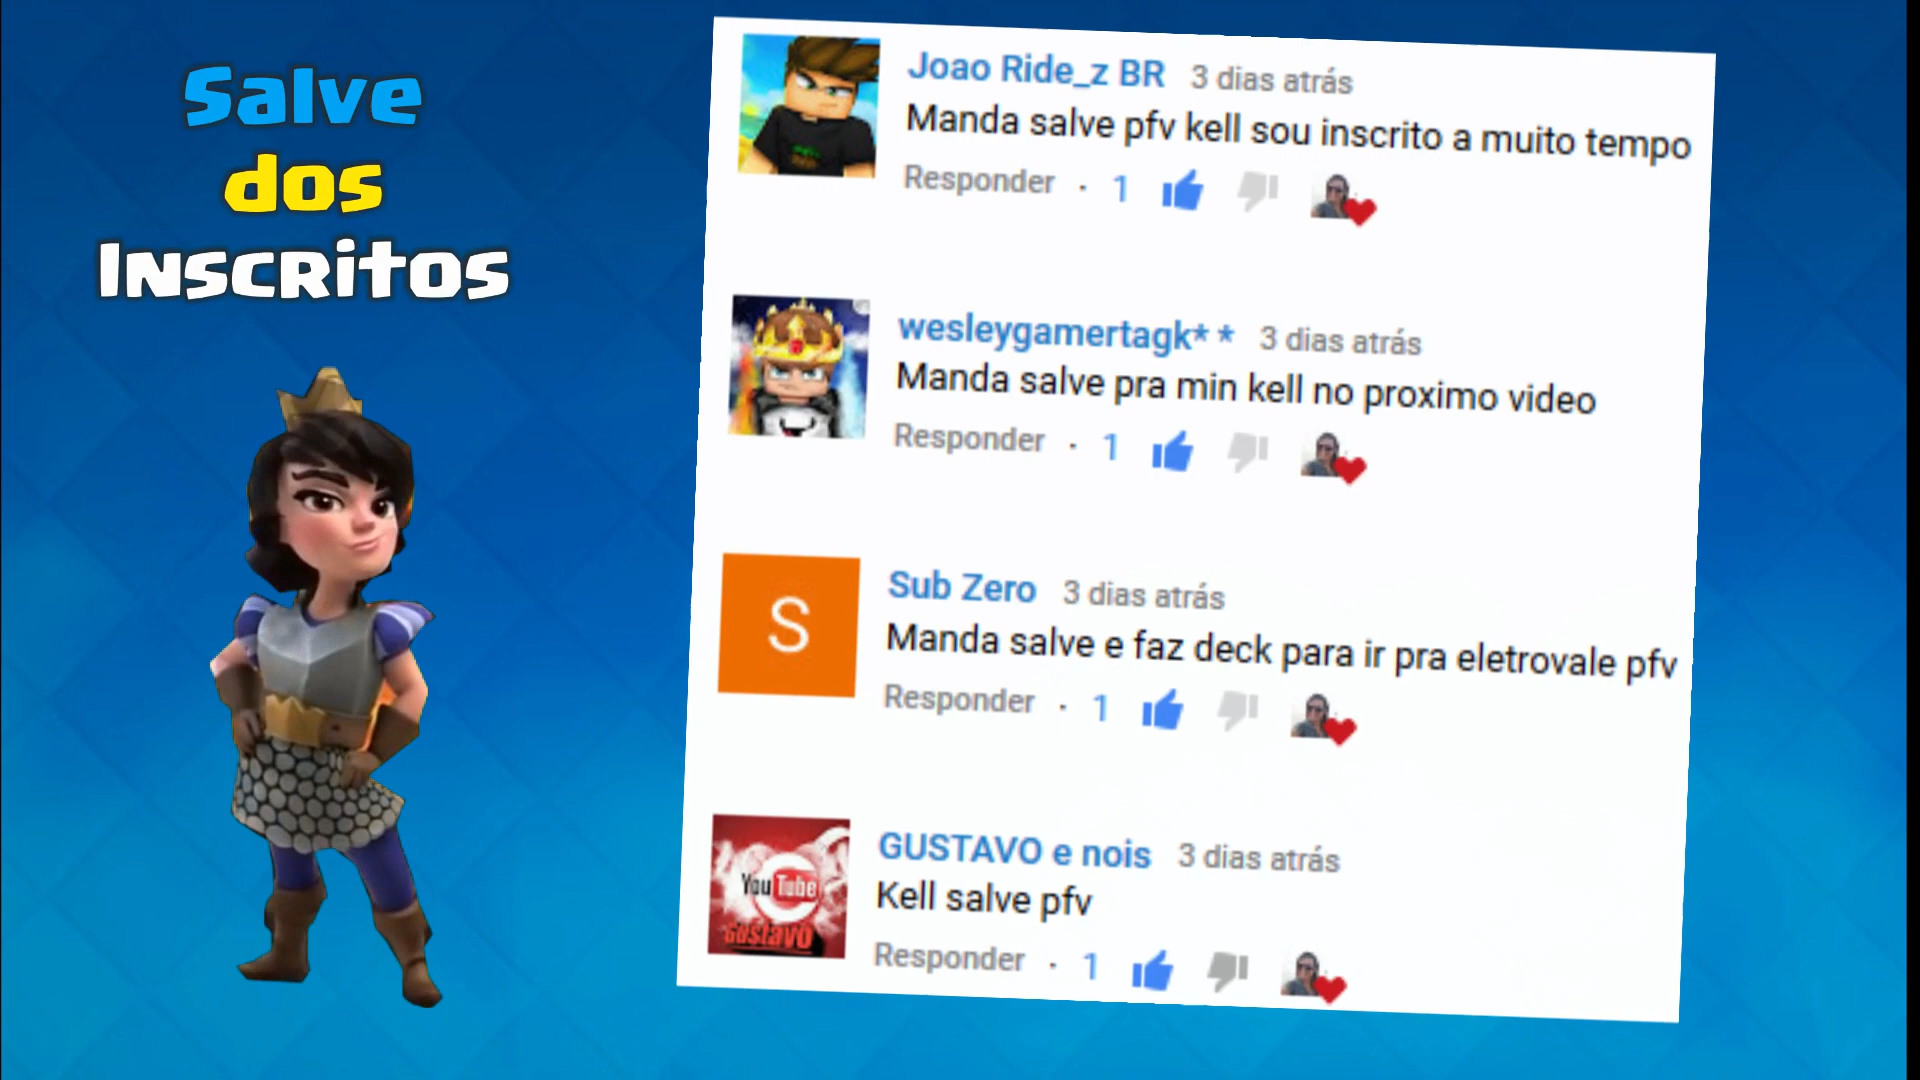 Salve
dos
Inscritos
Joao Ride_z BR 3 dias atrás
Manda salve pfv kell sou inscrito a muito tempo
Responder · 1
wesleygamertagk* * 3 dias atrás
Manda salve pra min kell no proximo video
Responder · 1
S
Sub Zero 3 dias atrás
Manda salve e faz deck para ir pra eletrovale pfv
Responder · 1
YouTube
GUSTAVO
GUSTAVO e nois 3 dias atrás
Kell salve pfv
Responder · 1